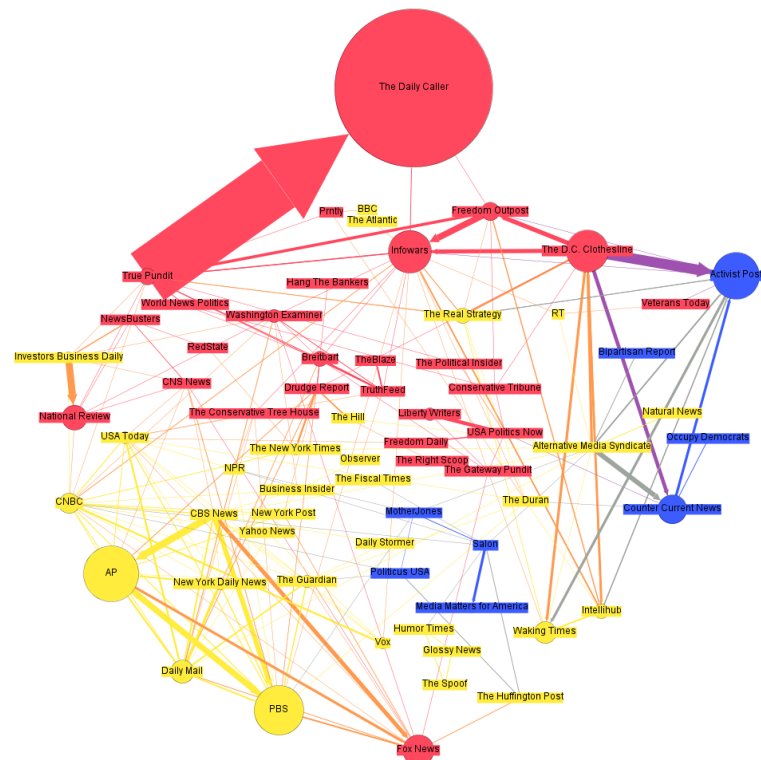 The Daily Caller
BBC
Prntly
Freedom Outpost
The Atlantic
Infowars
The D.C. Clothesline
True Pundit
Activist Post
Hang The Bankers
World News Politics
Veterans Today
NewsBusters
Washington Examiner
The Real Strategy
RT
RedState
Bipartisan Report
Investors Business Daily
Breitbart
TheBlaze
The Political Insider
CNS News
Drudge Report
TruthFeed
Conservative Tribune
National Review
The Conservative Tree House
The Hill
Liberty Writers
Natural News
USA Today
USA Politics Now
Occupy Democrats
Freedom Daily
The New York Times
Alternative Media Syndicate
Observer
The Right Scoop
NPR
The Gateway Pundit
The Fiscal Times
Business Insider
CNBC
The Duran
CBS News
New York Post
MotherJones
Counter Current News
Yahoo News
Daily Stormer
Salon
AP
Politicus USA
New York Daily News
The Guardian
Media Matters for America
Intellihub
Humor Times
Waking Times
Vox
Glossy News
Daily Mail
The Spoof
The Huffington Post
PBS
Fox News